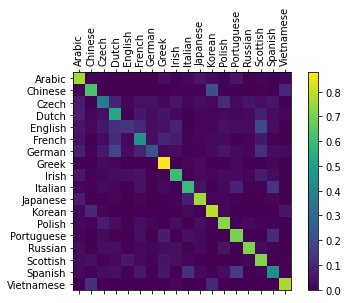 Arabic
Chinese
Czech
Dutch
English
French
German
Greek
Irish
Italian
Japanese
Korean
Polish
Portuguese
Russian
Scottish
Spanish
Vietnamese
Arabic
Chinese
Czech
Dutch
English
French
German
Greek
Irish
Italian
Japanese
Korean
Polish
Portuguese
Russian
Scottish
Spanish
Vietnamese
0.8
0.7
0.6
0.5
0.4
0.3
0.2
0.1
0.0